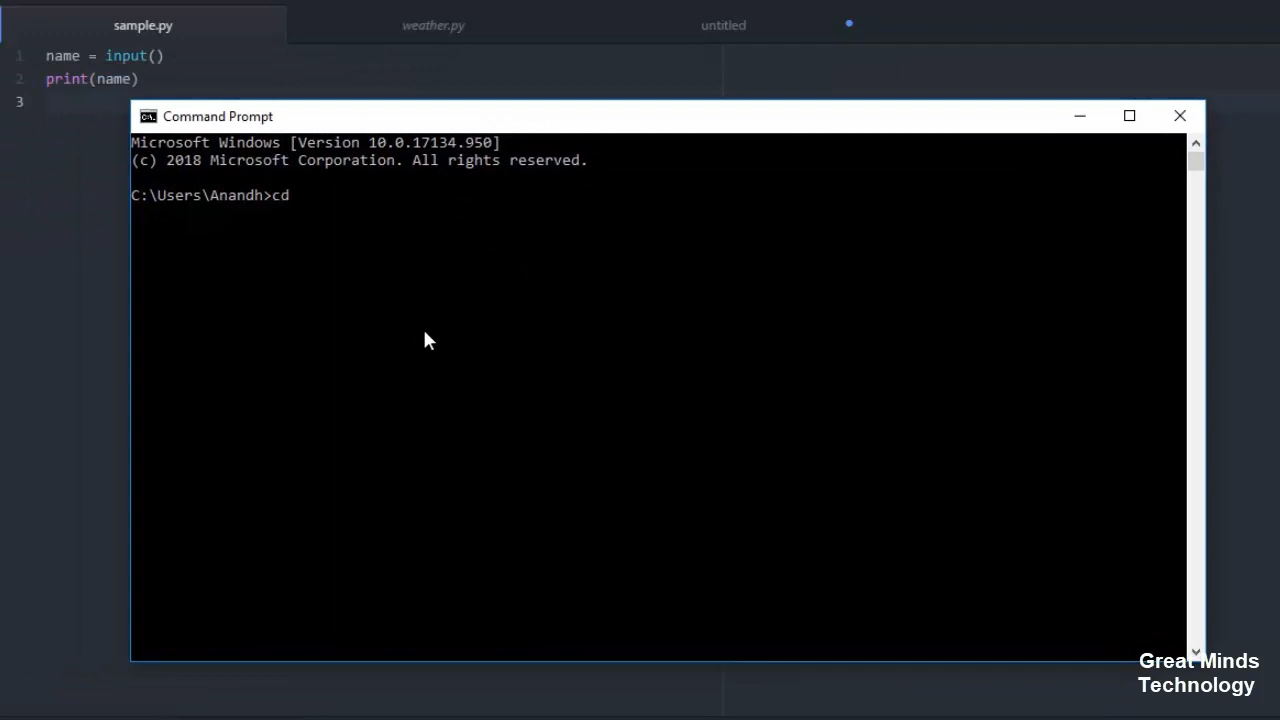 sample.py
weather.py
untitled
1 name = input()
2 print(name)
3
Command Prompt
Microsoft Windows [Version 10.0.17134.950]
(c) 2018 Microsoft Corporation. All rights reserved.
C:\Users\Anandh>cd
Great Minds
Technology